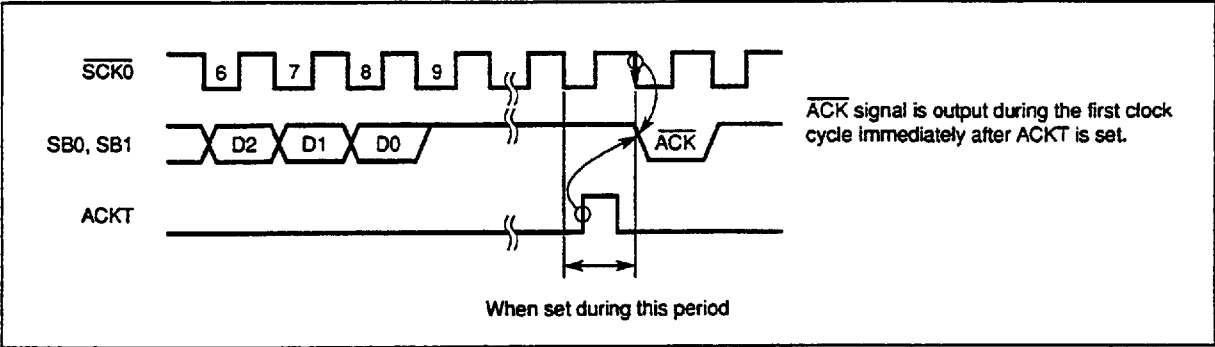 SCK0
6 7 8 9
SB0, SB1
D2 D1 D0
ACK
ACKT
ACK signal is output during the first clock
cycle immediately after ACKT is set.
When set during this period